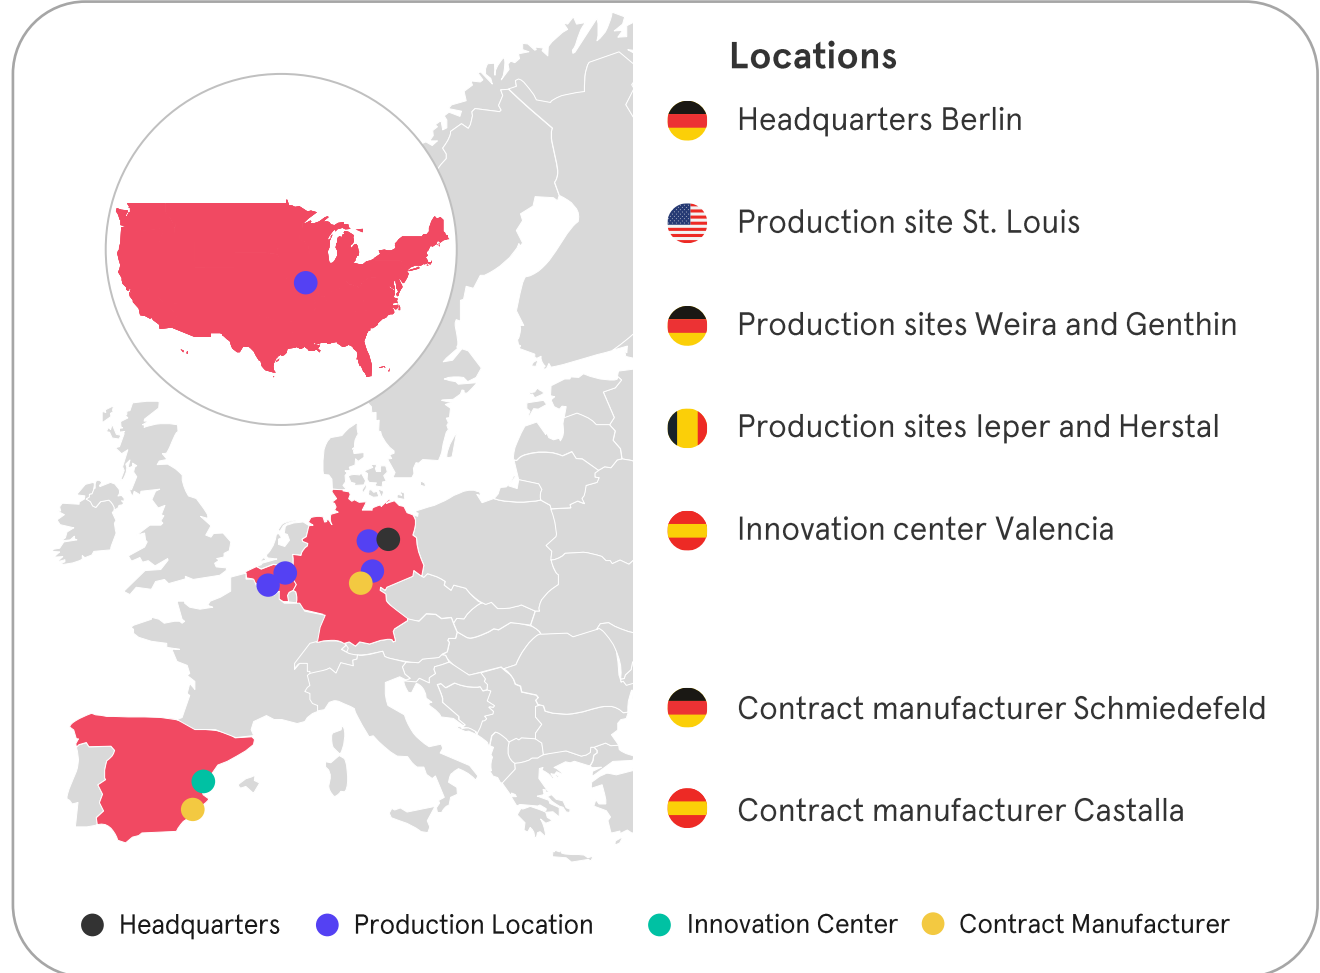 Locations
Headquarters Berlin
Production site St. Louis
Production sites Weira and Genthin
Production sites Ieper and Herstal
Innovation center Valencia
Contract manufacturer Schmiedefeld
Contract manufacturer Castalla
Headquarters
Production Location
Innovation Center
Contract Manufacturer